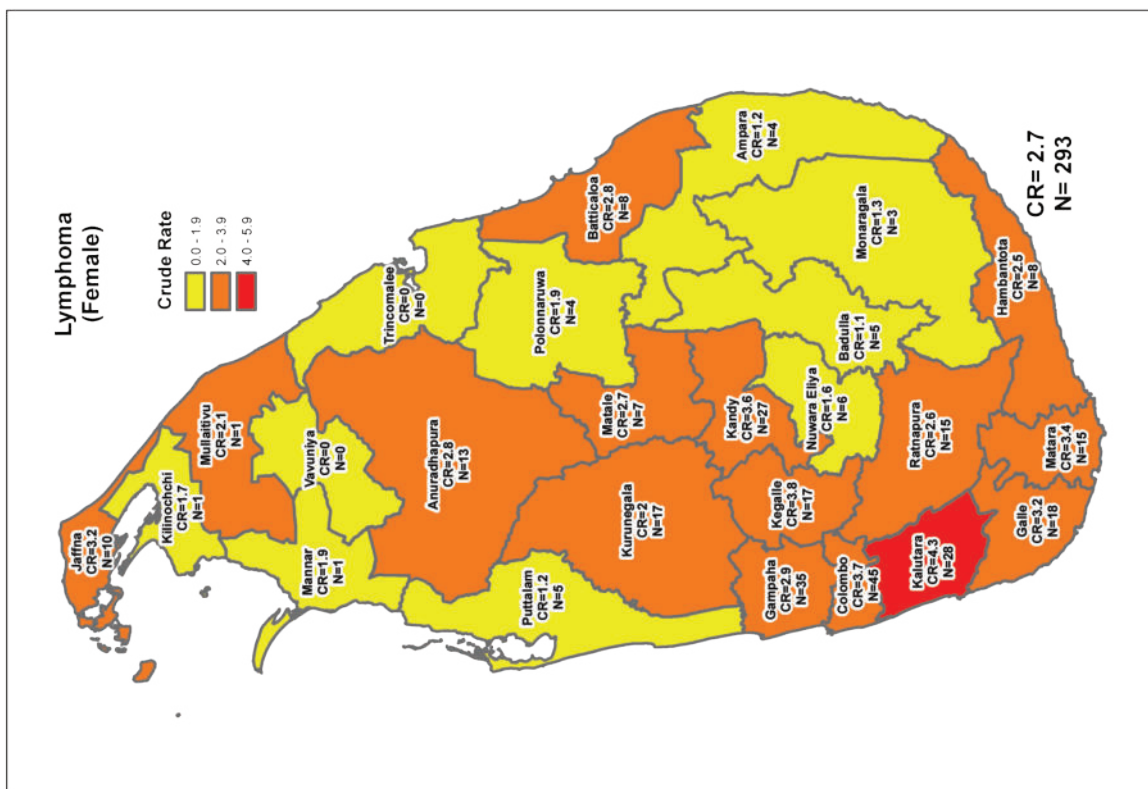 Lymphoma
(Female)
Crude Rate
0.0 - 1.9
2.0 - 3.9
4.0 - 5.9
Jaffna
CR=3.2
N=10
Kilinochchi
CR=1.7
N=1
Mullaitivu
CR=2.1
N=1
Mannar
CR=1.9
N=1
Vavuniya
CR=0
N=0
Trincomalee
CR=0
N=0
Anuradhapura
CR=2.8
N=13
Puttalam
CR=1.2
N=5
Polonnaruwa
CR=1.9
N=4
Batticaloa
CR=2.8
N=8
Kurunegala
CR=2
N=17
Matale
CR=2.7
N=7
Ampara
CR=1.2
N=4
Kandy
CR=3.6
N=27
Gampaha
CR=2.9
N=35
Kegalle
CR=3.8
N=17
Nuwara Eliya
CR=1.6
N=6
Badulla
CR=1.1
N=5
Monaragala
CR=1.3
N=3
Colombo
CR=3.7
N=45
Kalutara
CR=4.3
N=28
Ratnapura
CR=2.6
N=15
Galle
CR=3.2
N=18
Matara
CR=3.4
N=15
Hambantota
CR=2.5
N=8
CR= 2.7
N= 293